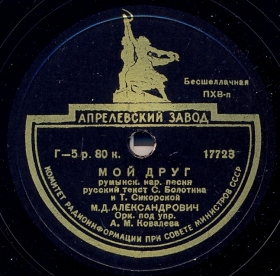 Бесшеллачная
ПХВ-п
АПРЕЛЕВСКИЙ ЗАВОД
Г-5 р. 80 к. 17723
МОЙ ДРУГ
румынск. нар. песня
русский текст С. Болотина
и Т. Сикорской
М.Д. АЛЕКСАНДРОВИЧ
Орк. под упр.
А. М. Ковалева
КОМИТЕТ РАДИОИНФОРМАЦИИ ПРИ СОВЕТЕ МИНИСТРОВ СССР